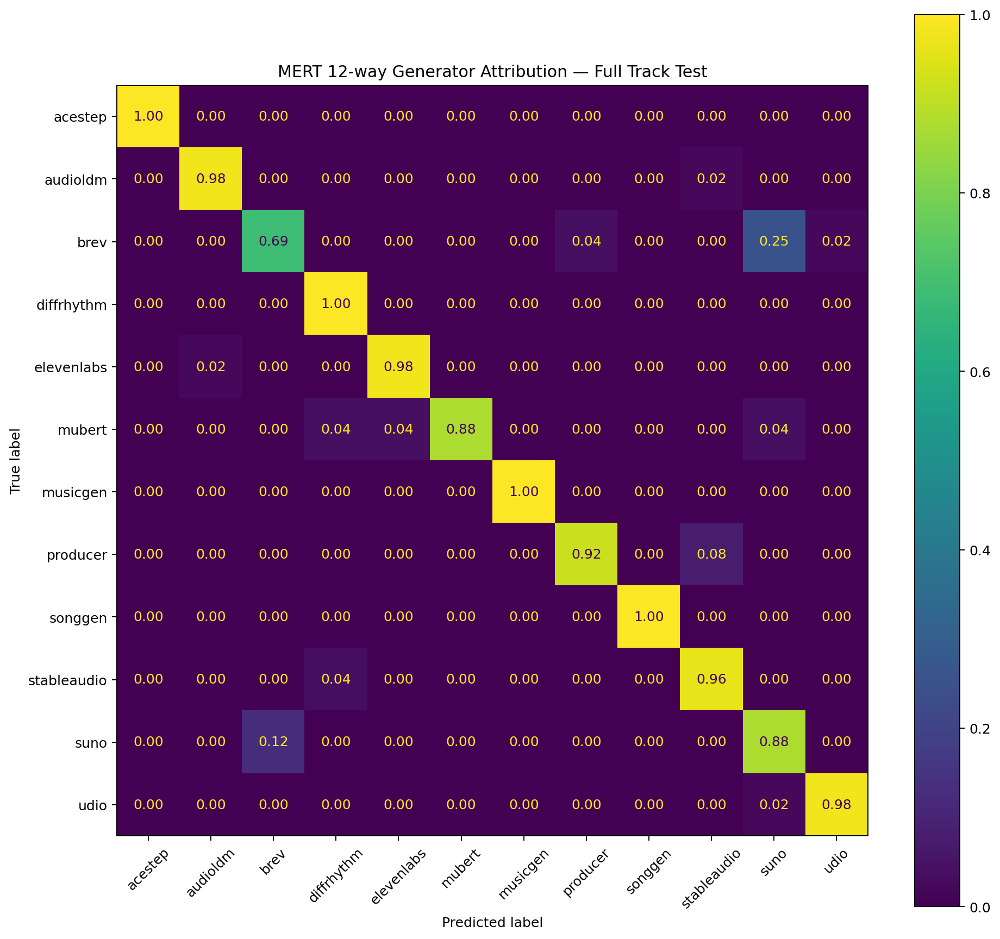 MERT 12-way Generator Attribution — Full Track Test
acestep 1.00 0.00 0.00 0.00 0.00 0.00 0.00 0.00 0.00 0.00 0.00 0.00
audioldm 0.00 0.98 0.00 0.00 0.00 0.00 0.00 0.00 0.00 0.02 0.00 0.00
brev 0.00 0.00 0.69 0.00 0.00 0.00 0.00 0.04 0.00 0.00 0.25 0.02
diffrhythm 0.00 0.00 0.00 1.00 0.00 0.00 0.00 0.00 0.00 0.00 0.00 0.00
elevenlabs 0.00 0.02 0.00 0.00 0.98 0.00 0.00 0.00 0.00 0.00 0.00 0.00
mubert 0.00 0.00 0.00 0.04 0.04 0.88 0.00 0.00 0.00 0.00 0.04 0.00
musicgen 0.00 0.00 0.00 0.00 0.00 0.00 1.00 0.00 0.00 0.00 0.00 0.00
producer 0.00 0.00 0.00 0.00 0.00 0.00 0.00 0.92 0.00 0.08 0.00 0.00
songgen 0.00 0.00 0.00 0.00 0.00 0.00 0.00 0.00 1.00 0.00 0.00 0.00
stableaudio 0.00 0.00 0.00 0.04 0.00 0.00 0.00 0.00 0.00 0.96 0.00 0.00
suno 0.00 0.00 0.12 0.00 0.00 0.00 0.00 0.00 0.00 0.00 0.88 0.00
udio 0.00 0.00 0.00 0.00 0.00 0.00 0.00 0.00 0.00 0.00 0.02 0.98
acestep audioldm brev diffrhythm elevenlabs mubert musicgen producer songgen stableaudio suno udio
Predicted label
True label
1.0
0.8
0.6
0.4
0.2
0.0